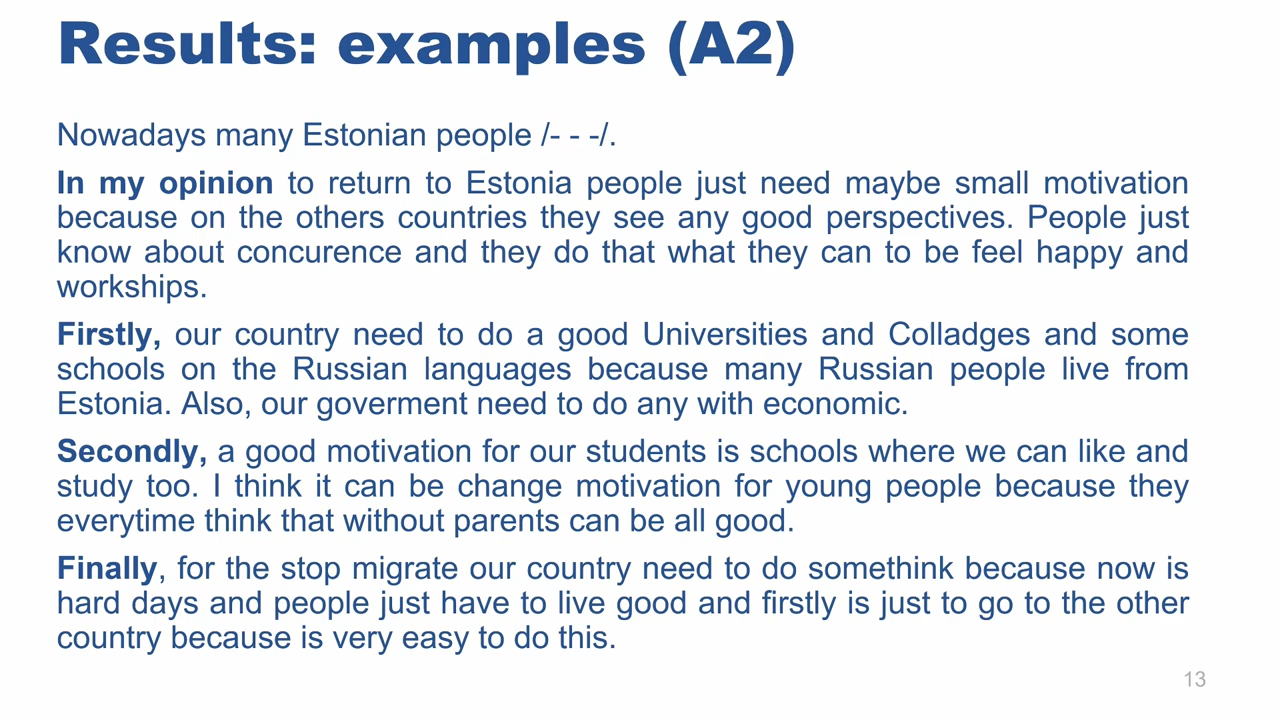 Results: examples (A2)
Nowadays many Estonian people /- - -/.
In my opinion to return to Estonia people just need maybe small motivation
because on the others countries they see any good perspectives. People just
know about concurence and they do that what they can to be feel happy and
workships.
Firstly, our country need to do a good Universities and Colladges and some
schools on the Russian languages because many Russian people live from
Estonia. Also, our goverment need to do any with economic.
Secondly, a good motivation for our students is schools where we can like and
study too. I think it can be change motivation for young people because they
everytime think that without parents can be all good.
Finally, for the stop migrate our country need to do somethink because now is
hard days and people just have to live good and firstly is just to go to the other
country because is very easy to do this.
13